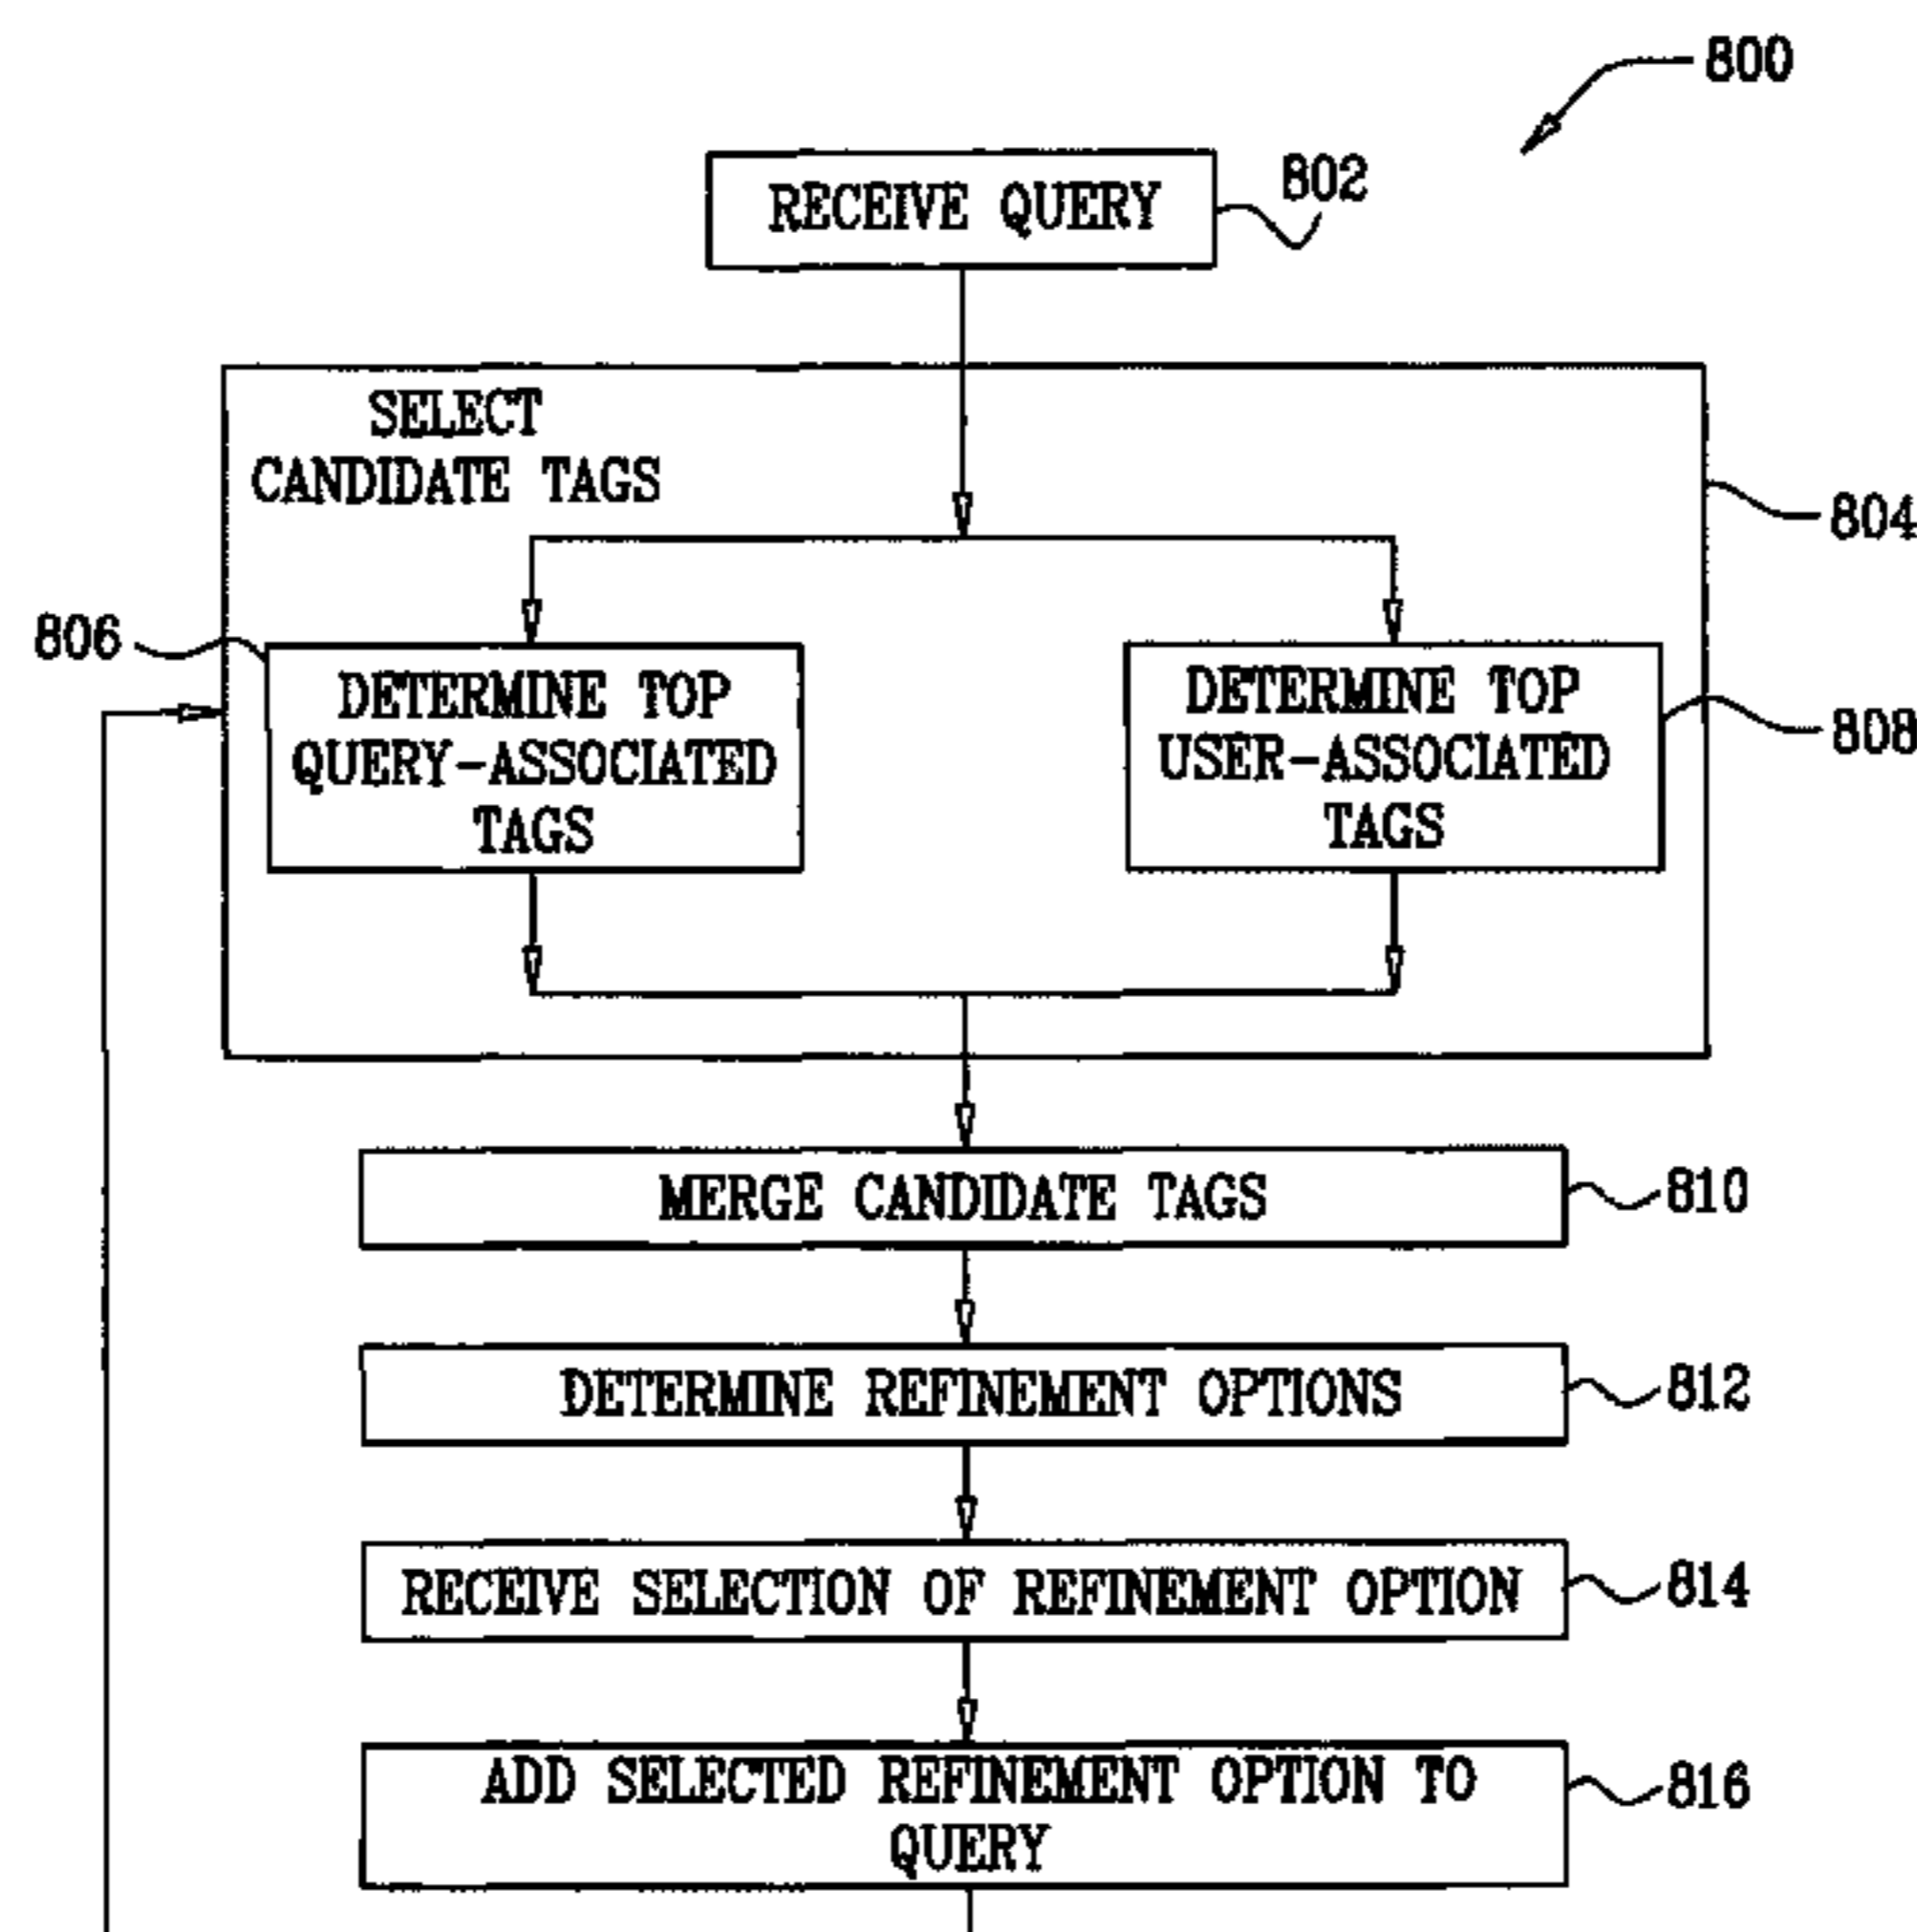 800
RECEIVE QUERY
802
SELECT
CANDIDATE TAGS
804
806
DETERMINE TOP
QUERY-ASSOCIATED
TAGS
DETERMINE TOP
USER-ASSOCIATED
TAGS
808
MERGE CANDIDATE TAGS
810
DETERMINE REFINEMENT OPTIONS
812
RECEIVE SELECTION OF REFINEMENT OPTION
814
ADD SELECTED REFINEMENT OPTION TO
QUERY
816